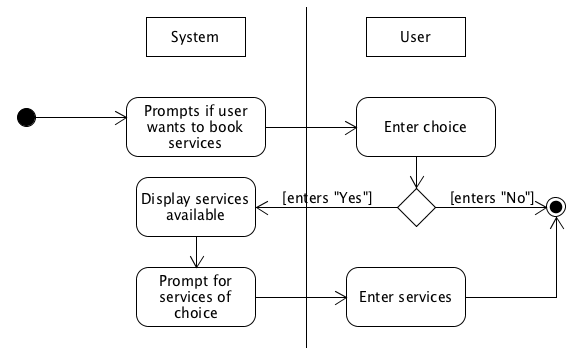 System
User
Prompts if user
wants to book
services
Enter choice
Display services
available
[enters "Yes"]
[enters "No"]
Prompt for
services of
choice
Enter services